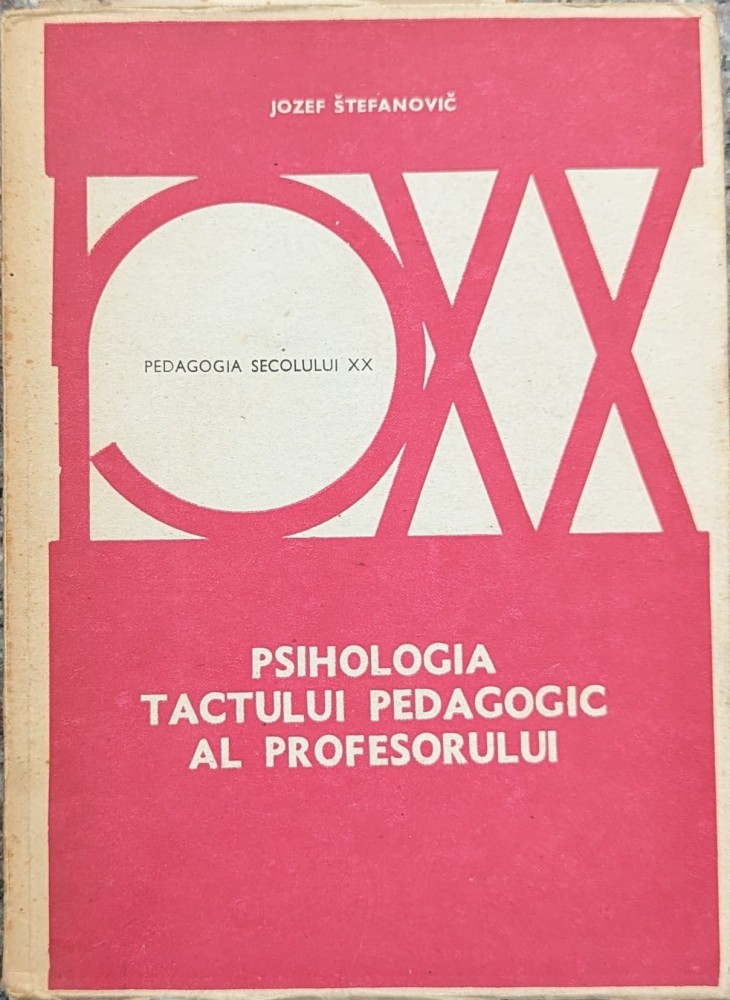 JOZEF ŠTEFANOVIČ
PEDAGOGIA SECOLULUI XX
PSIHOLOGIA
TACTULUI PEDAGOGIC
AL PROFESORULUI